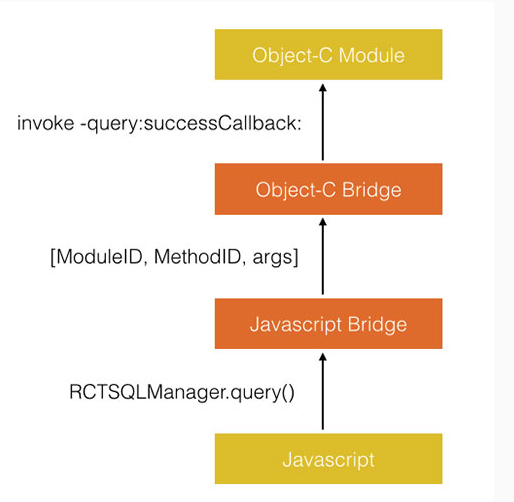 Object-C Module
invoke -query:successCallback:
Object-C Bridge
[ModuleID, MethodID, args]
Javascript Bridge
RCTSQLManager.query()
Javascript